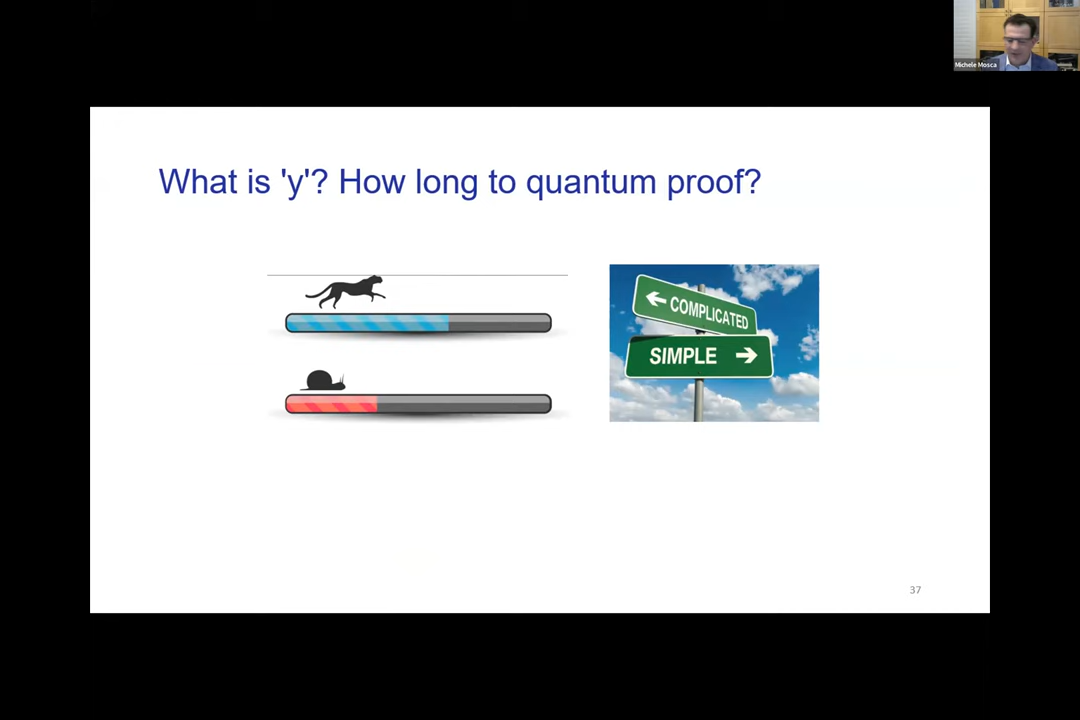 Michele Mosca
What is 'y'? How long to quantum proof?
COMPLICATED
SIMPLE
37